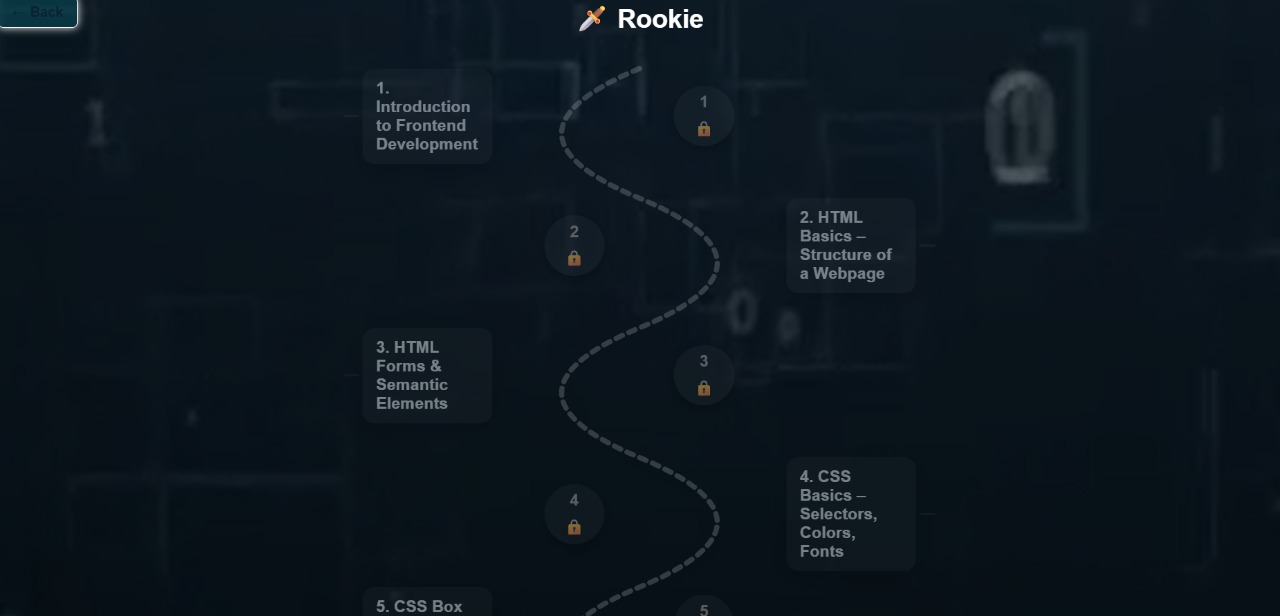 ← Back
Rookie
1.
Introduction
to Frontend
Development
1
2. HTML
Basics –
Structure of
a Webpage
2
3. HTML
Forms &
Semantic
Elements
3
4. CSS
Basics –
Selectors,
Colors,
Fonts
4
5. CSS Box
5